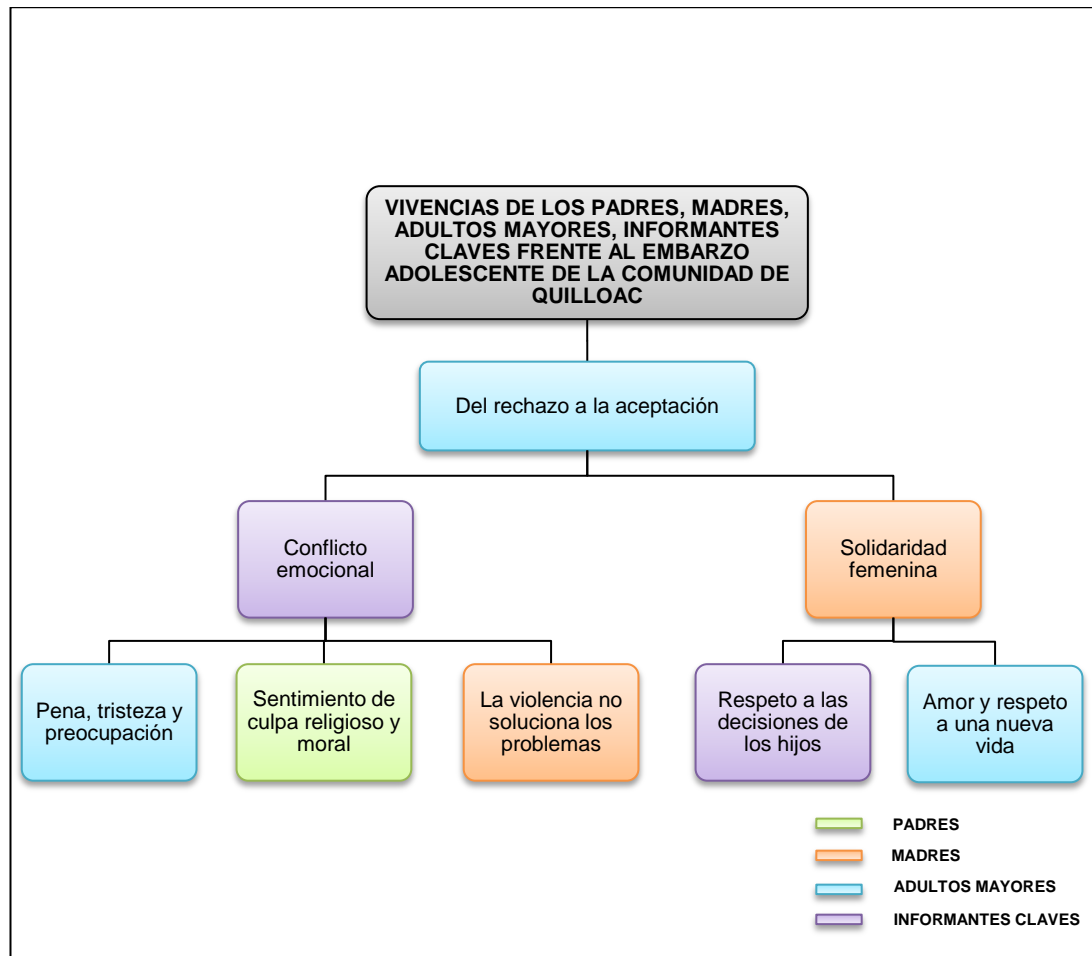 VIVENCIAS DE LOS PADRES, MADRES,
ADULTOS MAYORES, INFORMANTES
CLAVES FRENTE AL EMBARZO
ADOLESCENTE DE LA COMUNIDAD DE
QUILLOAC
Del rechazo a la aceptación
Conflicto
emocional
Solidaridad
femenina
Pena, tristeza y
preocupación
Sentimiento de
culpa religioso y
moral
La violencia no
soluciona los
problemas
Respeto a las
decisiones de
los hijos
Amor y respeto
a una nueva
vida
PADRES
MADRES
ADULTOS MAYORES
INFORMANTES CLAVES